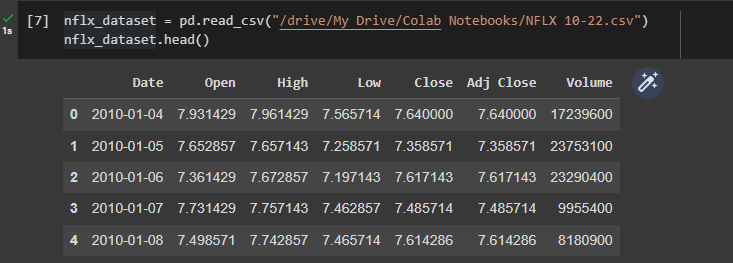 [7] nflx_dataset = pd.read_csv("/drive/My Drive/Colab Notebooks/NFLX 10-22.csv")
1s nflx_dataset.head()
Date Open High Low Close Adj Close Volume
0 2010-01-04 7.931429 7.961429 7.565714 7.640000 7.640000 17239600
1 2010-01-05 7.652857 7.657143 7.258571 7.358571 7.358571 23753100
2 2010-01-06 7.361429 7.672857 7.197143 7.617143 7.617143 23290400
3 2010-01-07 7.731429 7.757143 7.462857 7.485714 7.485714 9955400
4 2010-01-08 7.498571 7.742857 7.465714 7.614286 7.614286 8180900